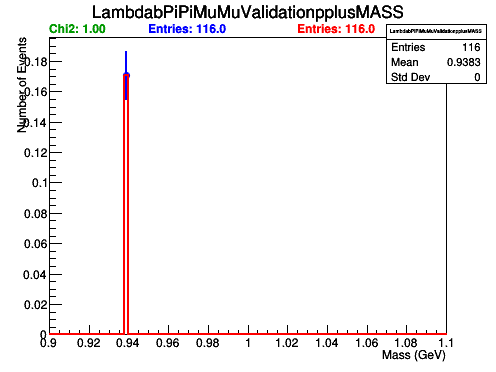 LambdabPiPiMuMuValidationpplusMASS
Chi2: 1.00 Entries: 116.0 Entries: 116.0
LambdabPiPiMuMuValidationpplusMASS
Entries 116
Mean 0.9383
Std Dev 0
Number of Events
0.18
0.16
0.14
0.12
0.1
0.08
0.06
0.04
0.02
0
0.9 0.92 0.94 0.96 0.98 1 1.02 1.04 1.06 1.08 1.1
Mass (GeV)